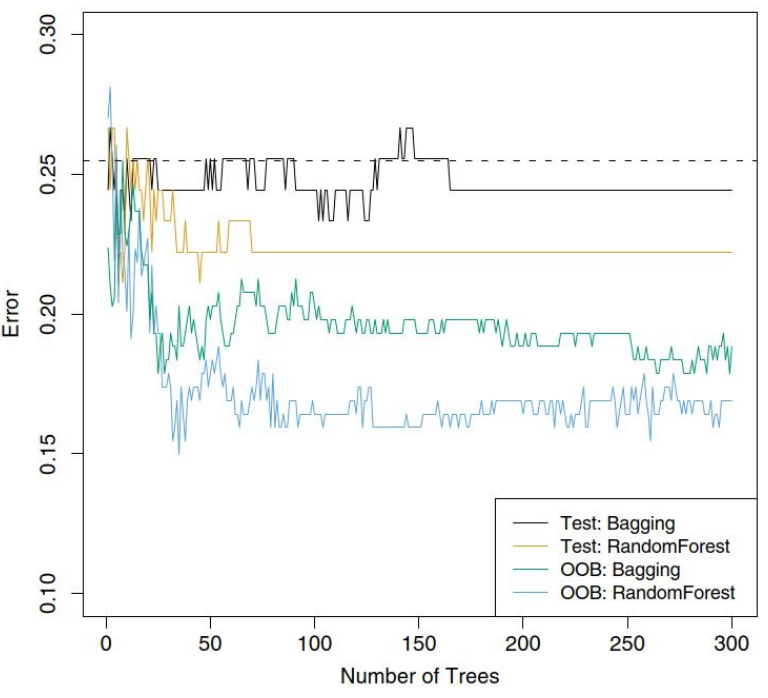 0.30
0.25
0.20
0.15
0.10
Error
0 50 100 150 200 250 300
Number of Trees
Test: Bagging
Test: RandomForest
OOB: Bagging
OOB: RandomForest